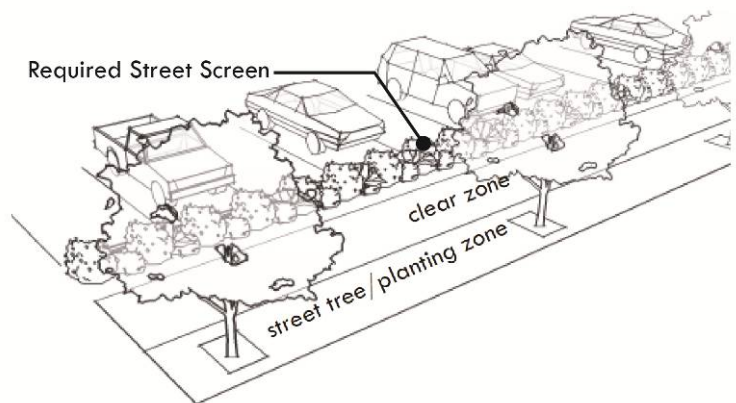 Required Street Screen
clear zone
street tree/planting zone